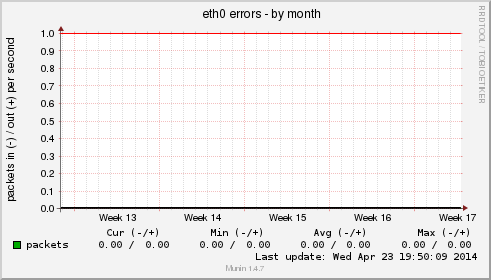 eth0 errors - by month
RRDTOOL / TOBI OETIKER
packets in (-) / out (+) per second
1.0
0.9
0.8
0.7
0.6
0.5
0.4
0.3
0.2
0.1
0.0
Week 13 Week 14 Week 15 Week 16 Week 17
Cur (-/+) Min (-/+) Avg (-/+) Max (-/+)
packets 0.00 / 0.00 0.00 / 0.00 0.00 / 0.00 0.00 / 0.00
Last update: Wed Apr 23 19:50:09 2014
Munin 1.4.7